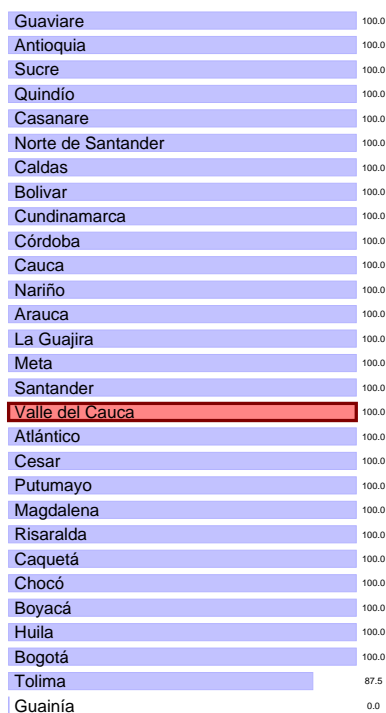 Guaviare 100.0
Antioquia 100.0
Sucre 100.0
Quindío 100.0
Casanare 100.0
Norte de Santander 100.0
Caldas 100.0
Bolivar 100.0
Cundinamarca 100.0
Córdoba 100.0
Cauca 100.0
Nariño 100.0
Arauca 100.0
La Guajira 100.0
Meta 100.0
Santander 100.0
Valle del Cauca 100.0
Atlántico 100.0
Cesar 100.0
Putumayo 100.0
Magdalena 100.0
Risaralda 100.0
Caquetá 100.0
Chocó 100.0
Boyacá 100.0
Huila 100.0
Bogotá 100.0
Tolima 87.5
Guainía 0.0